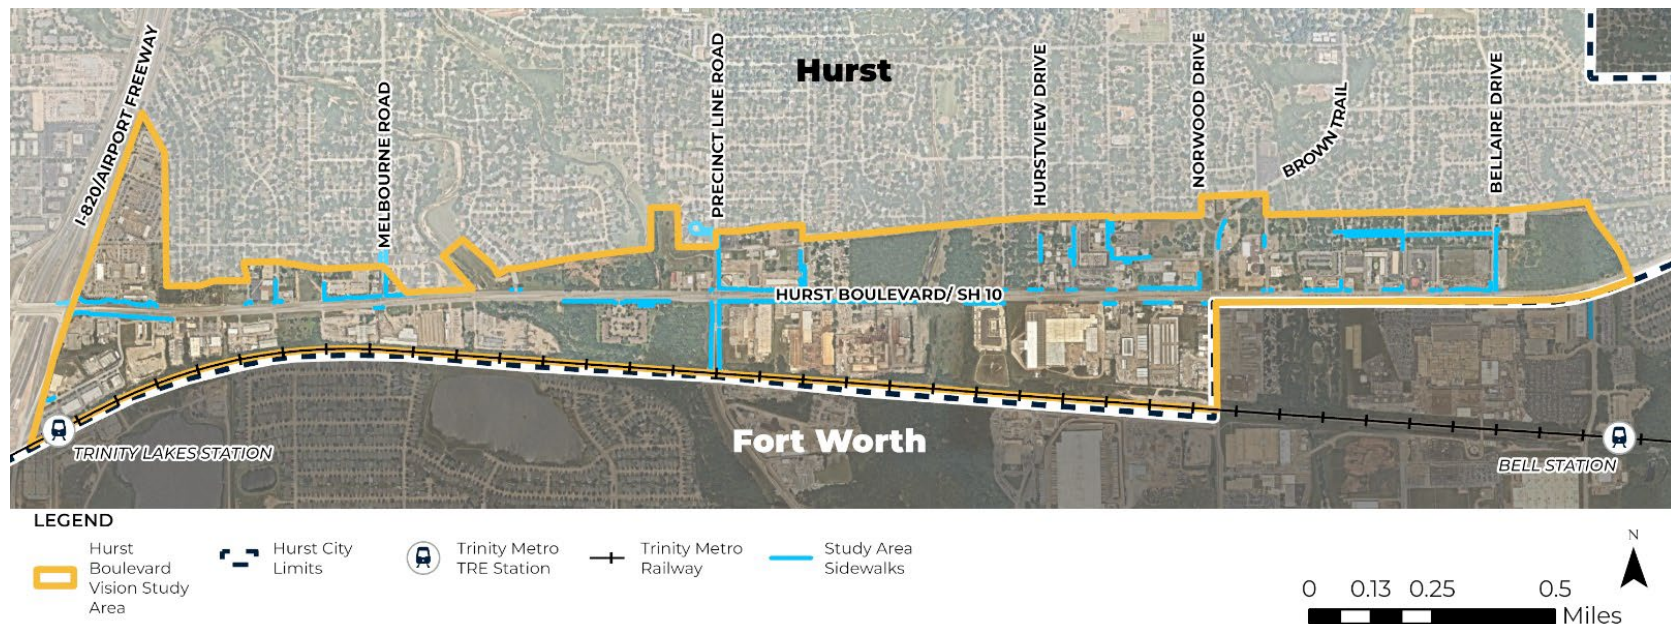 Hurst
I-820/AIRPORT FREEWAY
MELBOURNE ROAD
PRECINCT LINE ROAD
HURSTVIEW DRIVE
NORWOOD DRIVE
BROWN TRAIL
BELLAIRE DRIVE
HURST BOULEVARD/ SH 10
Fort Worth
TRINITY LAKES STATION
BELL STATION
LEGEND
Hurst
Boulevard
Vision Study
Area
Hurst City
Limits
Trinity Metro
TRE Station
Trinity Metro
Railway
Study Area
Sidewalks
N
0 0.13 0.25 0.5
Miles